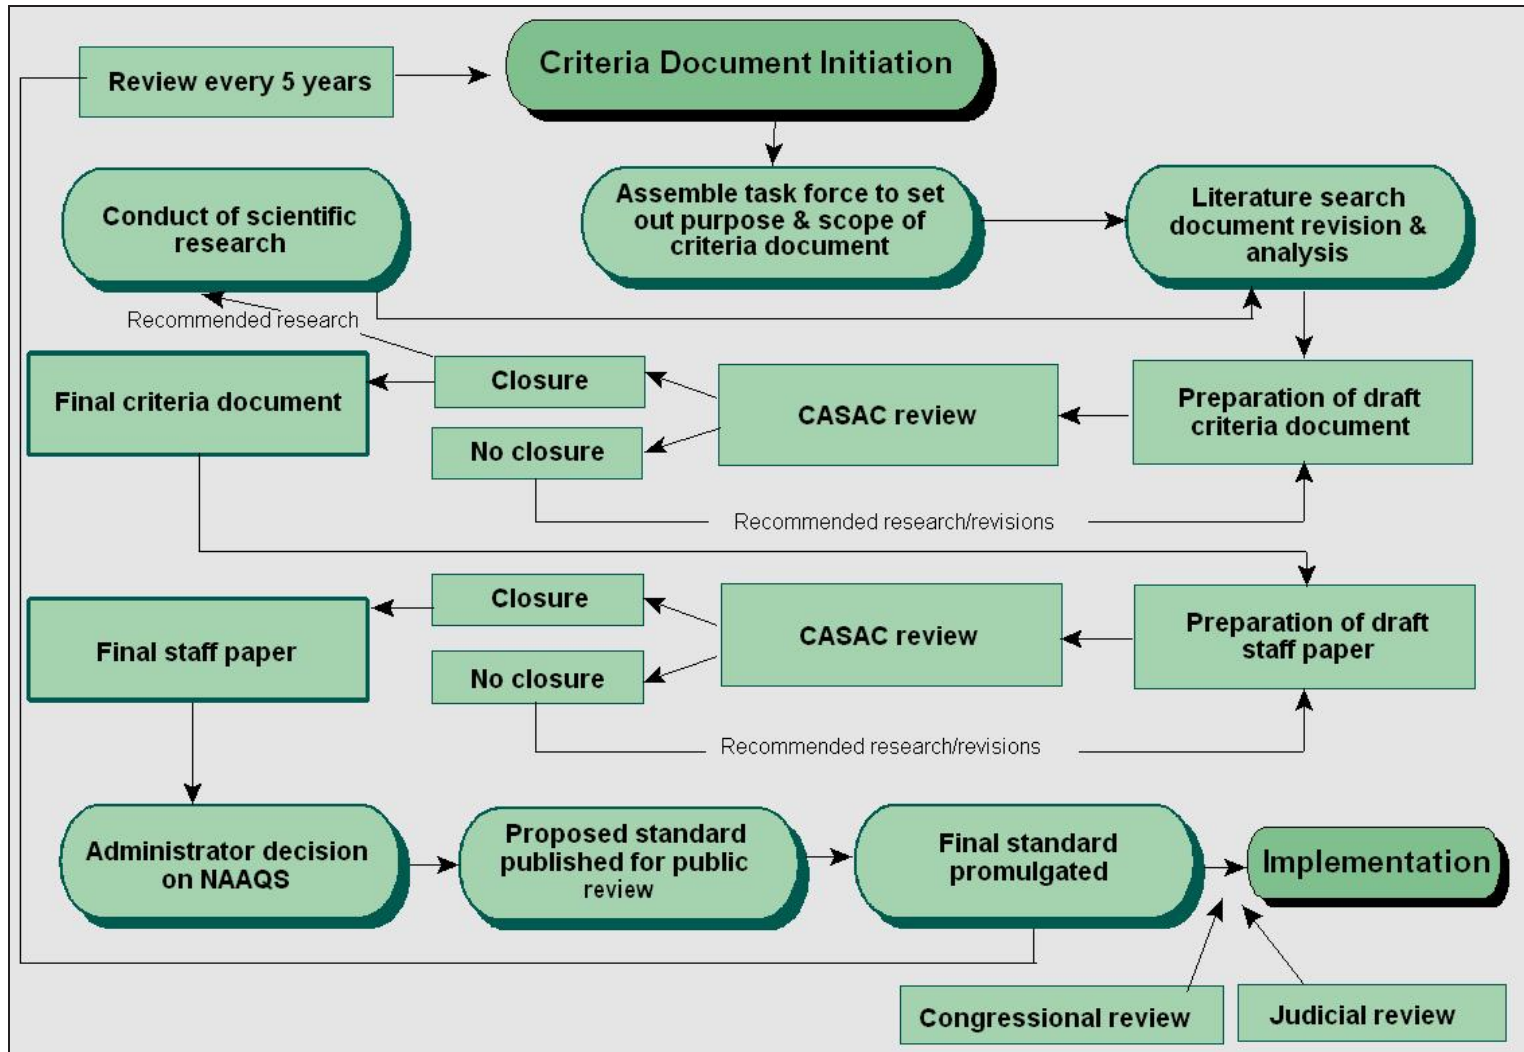 Criteria Document Initiation
Review every 5 years
Assemble task force to set
out purpose & scope of
criteria document
Literature search
document revision &
analysis
Conduct of scientific
research
Recommended research
Final criteria document
Closure
No closure
CASAC review
Preparation of draft
criteria document
Recommended research/revisions
Final staff paper
Closure
No closure
CASAC review
Preparation of draft
staff paper
Recommended research/revisions
Administrator decision
on NAAQS
Proposed standard
published for public
review
Final standard
promulgated
Implementation
Congressional review
Judicial review